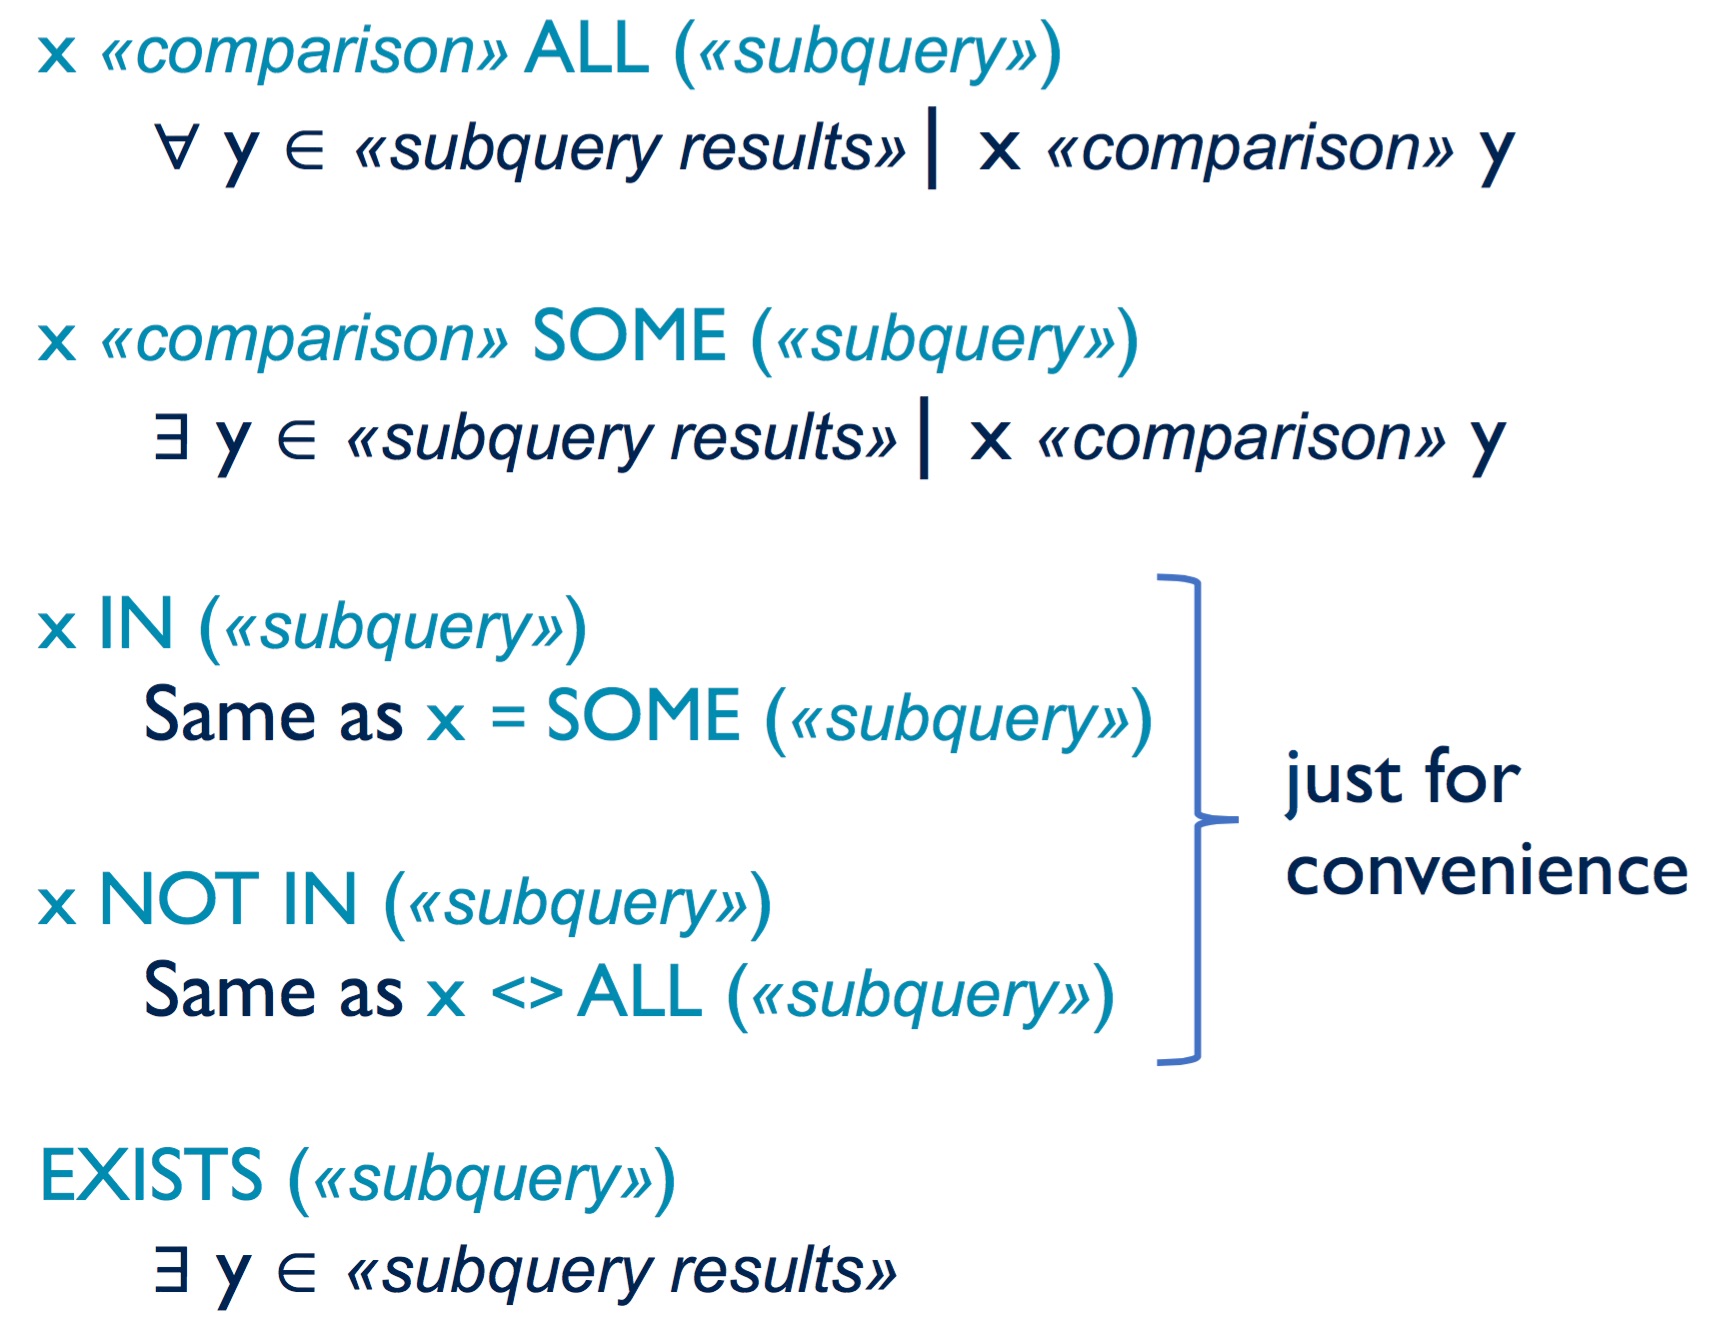 x «comparison» ALL («subquery»)
∀ y ∈ «subquery results» | x «comparison» y
x «comparison» SOME («subquery»)
∃ y ∈ «subquery results» | x «comparison» y
x IN («subquery»)
Same as x = SOME («subquery»)
x NOT IN («subquery»)
Same as x <> ALL («subquery»)
just for
convenience
EXISTS («subquery»)
∃ y ∈ «subquery results»